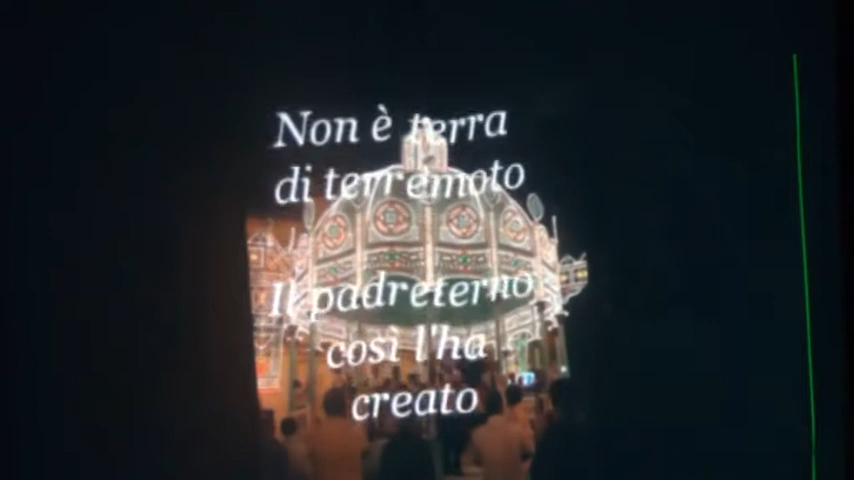 Non è terra
di terremoto
Il padreterno
così l'ha
creato